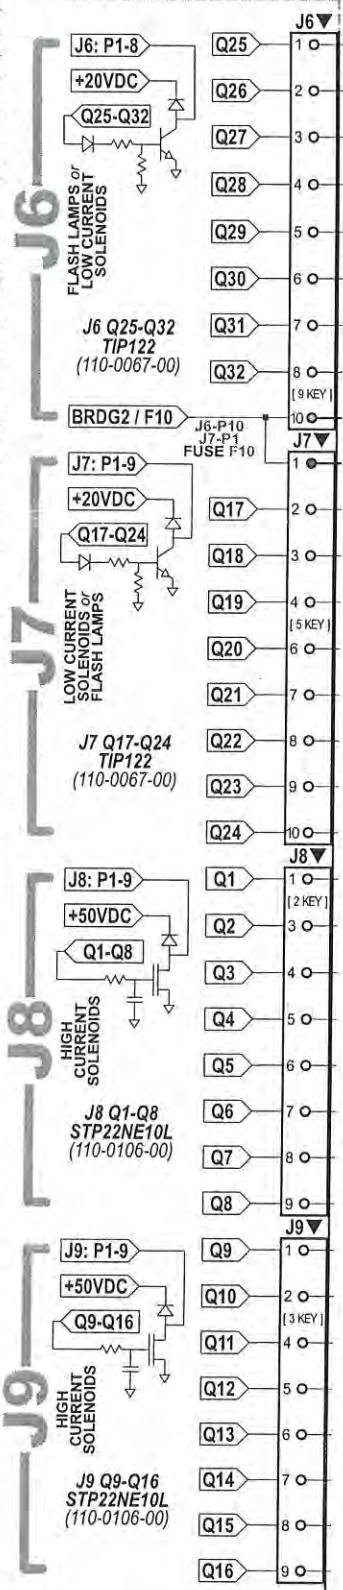 J6▼
J6
J6: P1-8
+20VDC
Q25-Q32
FLASH LAMPS or
LOW CURRENT
SOLENOIDS
J6 Q25-Q32
TIP122
(110-0067-00)
Q25 1
Q26 2
Q27 3
Q28 4
Q29 5
Q30 6
Q31 7
Q32 8
[ 9 KEY ]
10
BRDG2 / F10
J6-P10
J7-P1
FUSE F10
J7▼
J7
J7: P1-9
+20VDC
Q17-Q24
LOW CURRENT
SOLENOIDS or
FLASH LAMPS
J7 Q17-Q24
TIP122
(110-0067-00)
1
Q17 2
Q18 3
Q19 4
[ 5 KEY ]
Q20 6
Q21 7
Q22 8
Q23 9
Q24 10
J8▼
J8
J8: P1-9
+50VDC
Q1-Q8
HIGH
CURRENT
SOLENOIDS
J8 Q1-Q8
STP22NE10L
(110-0106-00)
Q1 1
[ 2 KEY ]
Q2 3
Q3 4
Q4 5
Q5 6
Q6 7
Q7 8
Q8 9
J9▼
J9
J9: P1-9
+50VDC
Q9-Q16
HIGH
CURRENT
SOLENOIDS
J9 Q9-Q16
STP22NE10L
(110-0106-00)
Q9 1
Q10 2
[ 3 KEY ]
Q11 4
Q12 5
Q13 6
Q14 7
Q15 8
Q16 9